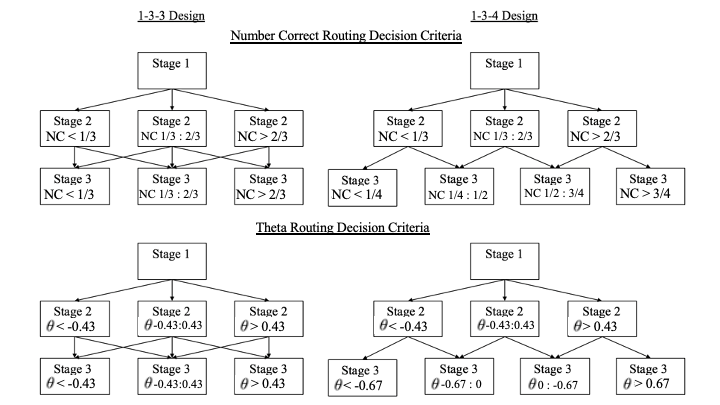 1-3-3 Design 1-3-4 Design
Number Correct Routing Decision Criteria
Stage 1 Stage 1
Stage 2 Stage 2 Stage 2 Stage 2 Stage 2 Stage 2
NC < 1/3 NC 1/3 : 2/3 NC > 2/3 NC < 1/3 NC 1/3 : 2/3 NC > 2/3
Stage 3 Stage 3 Stage 3 Stage 3 Stage 3 Stage 3 Stage 3
NC < 1/3 NC 1/3 : 2/3 NC > 2/3 NC < 1/4 NC 1/4 : 1/2 NC 1/2 : 3/4 NC > 3/4
Theta Routing Decision Criteria
Stage 1 Stage 1
Stage 2 Stage 2 Stage 2 Stage 2 Stage 2 Stage 2
θ < -0.43 θ -0.43:0.43 θ > 0.43 θ < -0.43 θ -0.43:0.43 θ > 0.43
Stage 3 Stage 3 Stage 3 Stage 3 Stage 3 Stage 3 Stage 3
θ < -0.43 θ -0.43:0.43 θ > 0.43 θ < -0.67 θ -0.67 : 0 θ 0 : -0.67 θ > 0.67